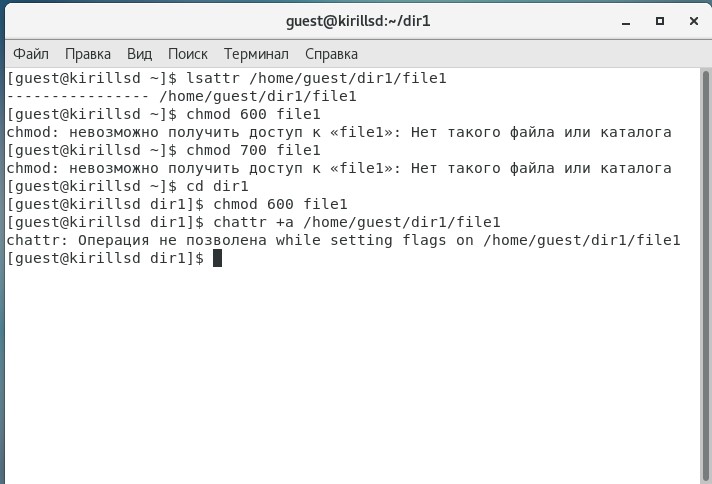 guest@kirillsd:~/dir1
Файл Правка Вид Поиск Терминал Справка
[guest@kirillsd ~]$ lsattr /home/guest/dir1/file1
---------------- /home/guest/dir1/file1
[guest@kirillsd ~]$ chmod 600 file1
chmod: невозможно получить доступ к «file1»: Нет такого файла или каталога
[guest@kirillsd ~]$ chmod 700 file1
chmod: невозможно получить доступ к «file1»: Нет такого файла или каталога
[guest@kirillsd ~]$ cd dir1
[guest@kirillsd dir1]$ chmod 600 file1
[guest@kirillsd dir1]$ chattr +a /home/guest/dir1/file1
chattr: Операция не позволена while setting flags on /home/guest/dir1/file1
[guest@kirillsd dir1]$